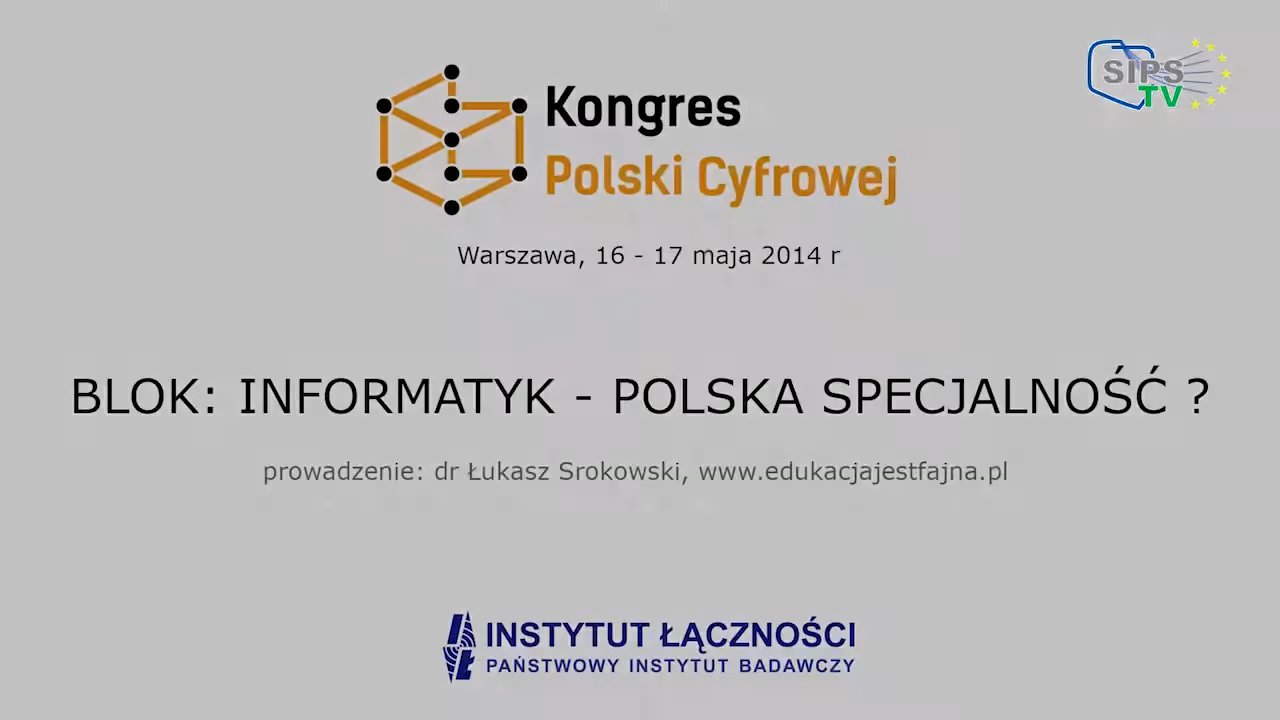 Kongres
Polski Cyfrowej
SIPS
TV
Warszawa, 16 - 17 maja 2014 r
BLOK: INFORMATYK - POLSKA SPECJALNOŚĆ ?
prowadzenie: dr Łukasz Srokowski, www.edukacjajestfajna.pl
INSTYTUT ŁĄCZNOŚCI
PAŃSTWOWY INSTYTUT BADAWCZY